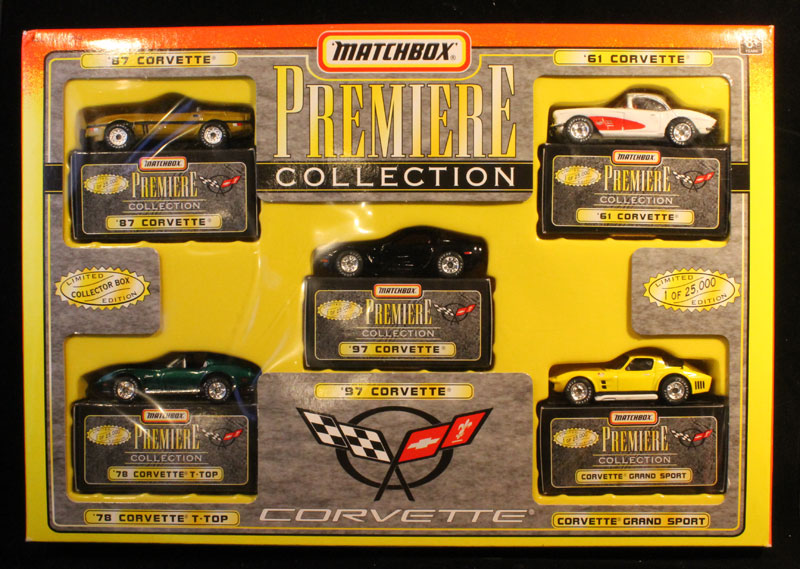 MATCHBOX®
PREMIERE
COLLECTION
'87 CORVETTE®
'61 CORVETTE®
MATCHBOX
PREMIERE
COLLECTION
'87 CORVETTE®
MATCHBOX
PREMIERE
COLLECTION
'61 CORVETTE®
LIMITED
COLLECTOR BOX
EDITION
MATCHBOX
PREMIERE
COLLECTION
'97 CORVETTE®
LIMITED
1 OF 25,000
EDITION
MATCHBOX
PREMIERE
COLLECTION
'78 CORVETTE® T-TOP
'97 CORVETTE®
MATCHBOX
PREMIERE
COLLECTION
CORVETTE® GRAND SPORT
'78 CORVETTE® T-TOP
CORVETTE®
CORVETTE® GRAND SPORT